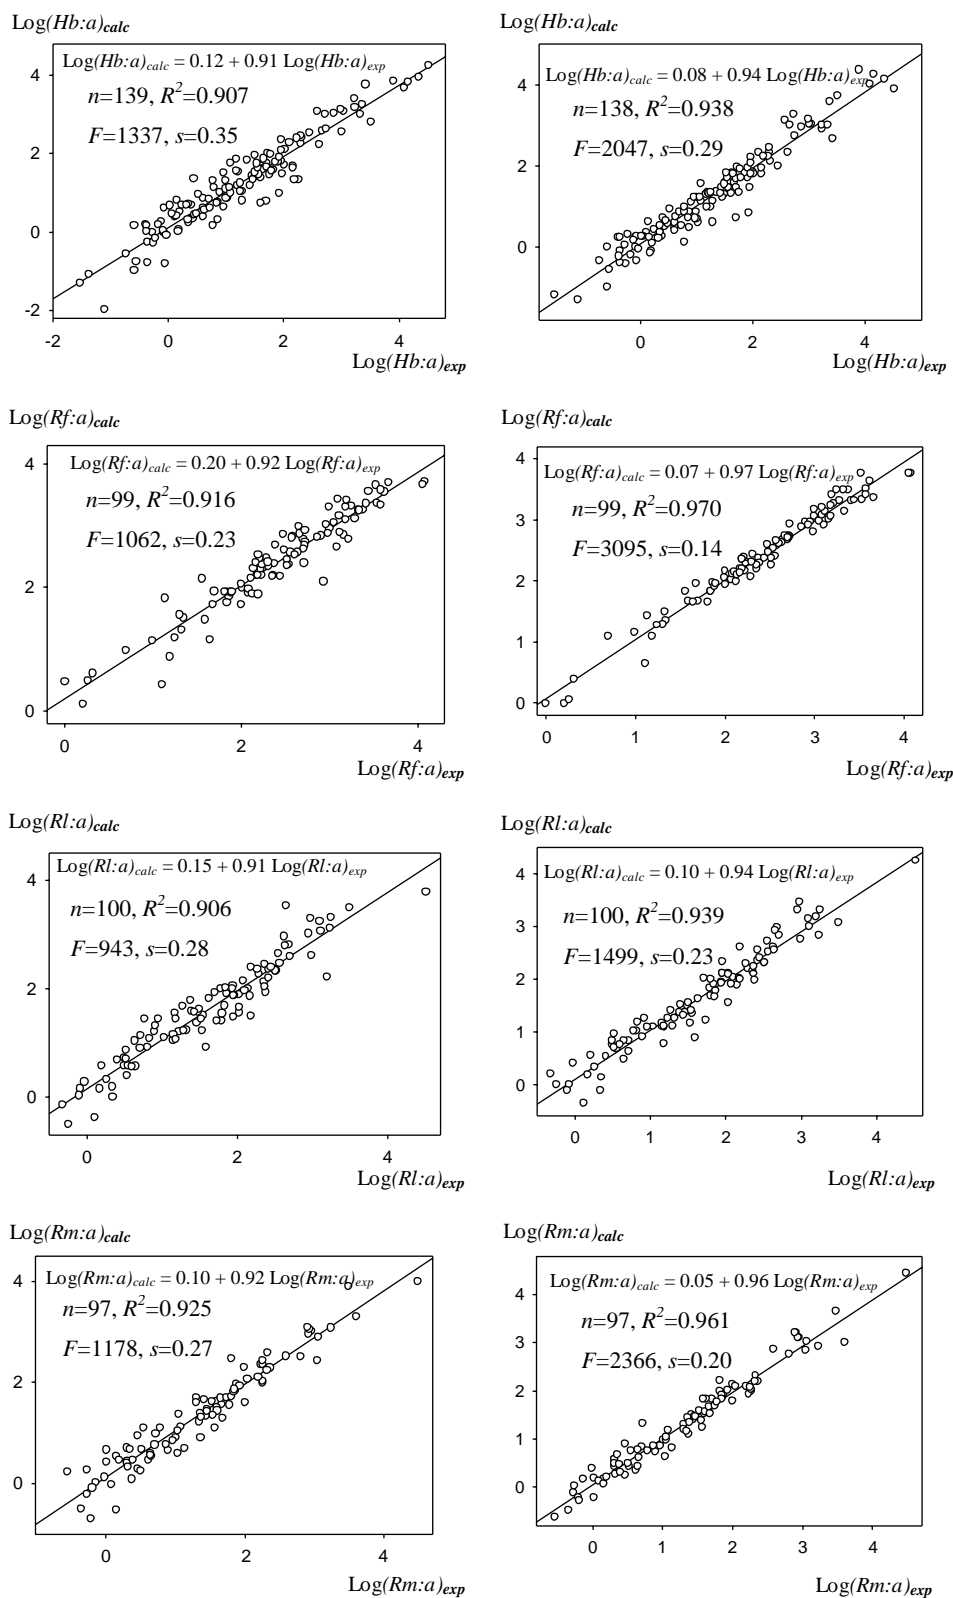 Log(Hb:a)calc
Log(Hb:a)calc = 0.12 + 0.91 Log(Hb:a)exp
n=139, R²=0.907
F=1337, s=0.35
4
2
0
-2
-2 0 2 4
Log(Hb:a)exp
Log(Hb:a)calc
Log(Hb:a)calc = 0.08 + 0.94 Log(Hb:a)exp
n=138, R²=0.938
F=2047, s=0.29
4
2
0
0 2 4
Log(Hb:a)exp
Log(Rf:a)calc
Log(Rf:a)calc = 0.20 + 0.92 Log(Rf:a)exp
n=99, R²=0.916
F=1062, s=0.23
4
2
0
0 2 4
Log(Rf:a)exp
Log(Rf:a)calc
Log(Rf:a)calc = 0.07 + 0.97 Log(Rf:a)exp
n=99, R²=0.970
F=3095, s=0.14
4
3
2
1
0
0 1 2 3 4
Log(Rf:a)exp
Log(Rl:a)calc
Log(Rl:a)calc = 0.15 + 0.91 Log(Rl:a)exp
n=100, R²=0.906
F=943, s=0.28
4
2
0
0 2 4
Log(Rl:a)exp
Log(Rl:a)calc
Log(Rl:a)calc = 0.10 + 0.94 Log(Rl:a)exp
n=100, R²=0.939
F=1499, s=0.23
4
3
2
1
0
0 1 2 3 4
Log(Rl:a)exp
Log(Rm:a)calc
Log(Rm:a)calc = 0.10 + 0.92 Log(Rm:a)exp
n=97, R²=0.925
F=1178, s=0.27
4
2
0
0 2 4
Log(Rm:a)exp
Log(Rm:a)calc
Log(Rm:a)calc = 0.05 + 0.96 Log(Rm:a)exp
n=97, R²=0.961
F=2366, s=0.20
4
3
2
1
0
0 1 2 3 4
Log(Rm:a)exp